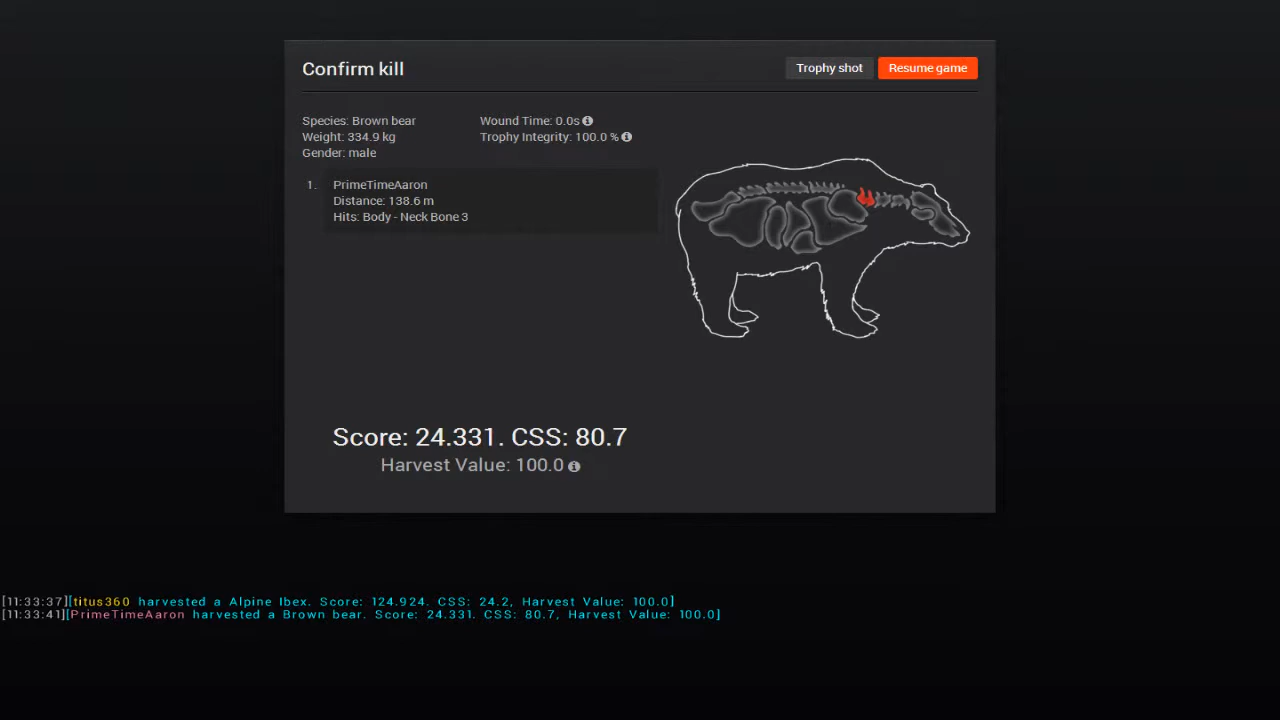 Confirm kill
Trophy shot
Resume game
Species: Brown bear
Weight: 334.9 kg
Gender: male
Wound Time: 0.0s
Trophy Integrity: 100.0 %
1.
PrimeTimeAaron
Distance: 138.6 m
Hits: Body - Neck Bone 3
Score: 24.331. CSS: 80.7
Harvest Value: 100.0
[11:33:37][titus360 harvested a Alpine Ibex. Score: 124.924. CSS: 24.2, Harvest Value: 100.0]
[11:33:41][PrimeTimeAaron harvested a Brown bear. Score: 24.331. CSS: 80.7, Harvest Value: 100.0]